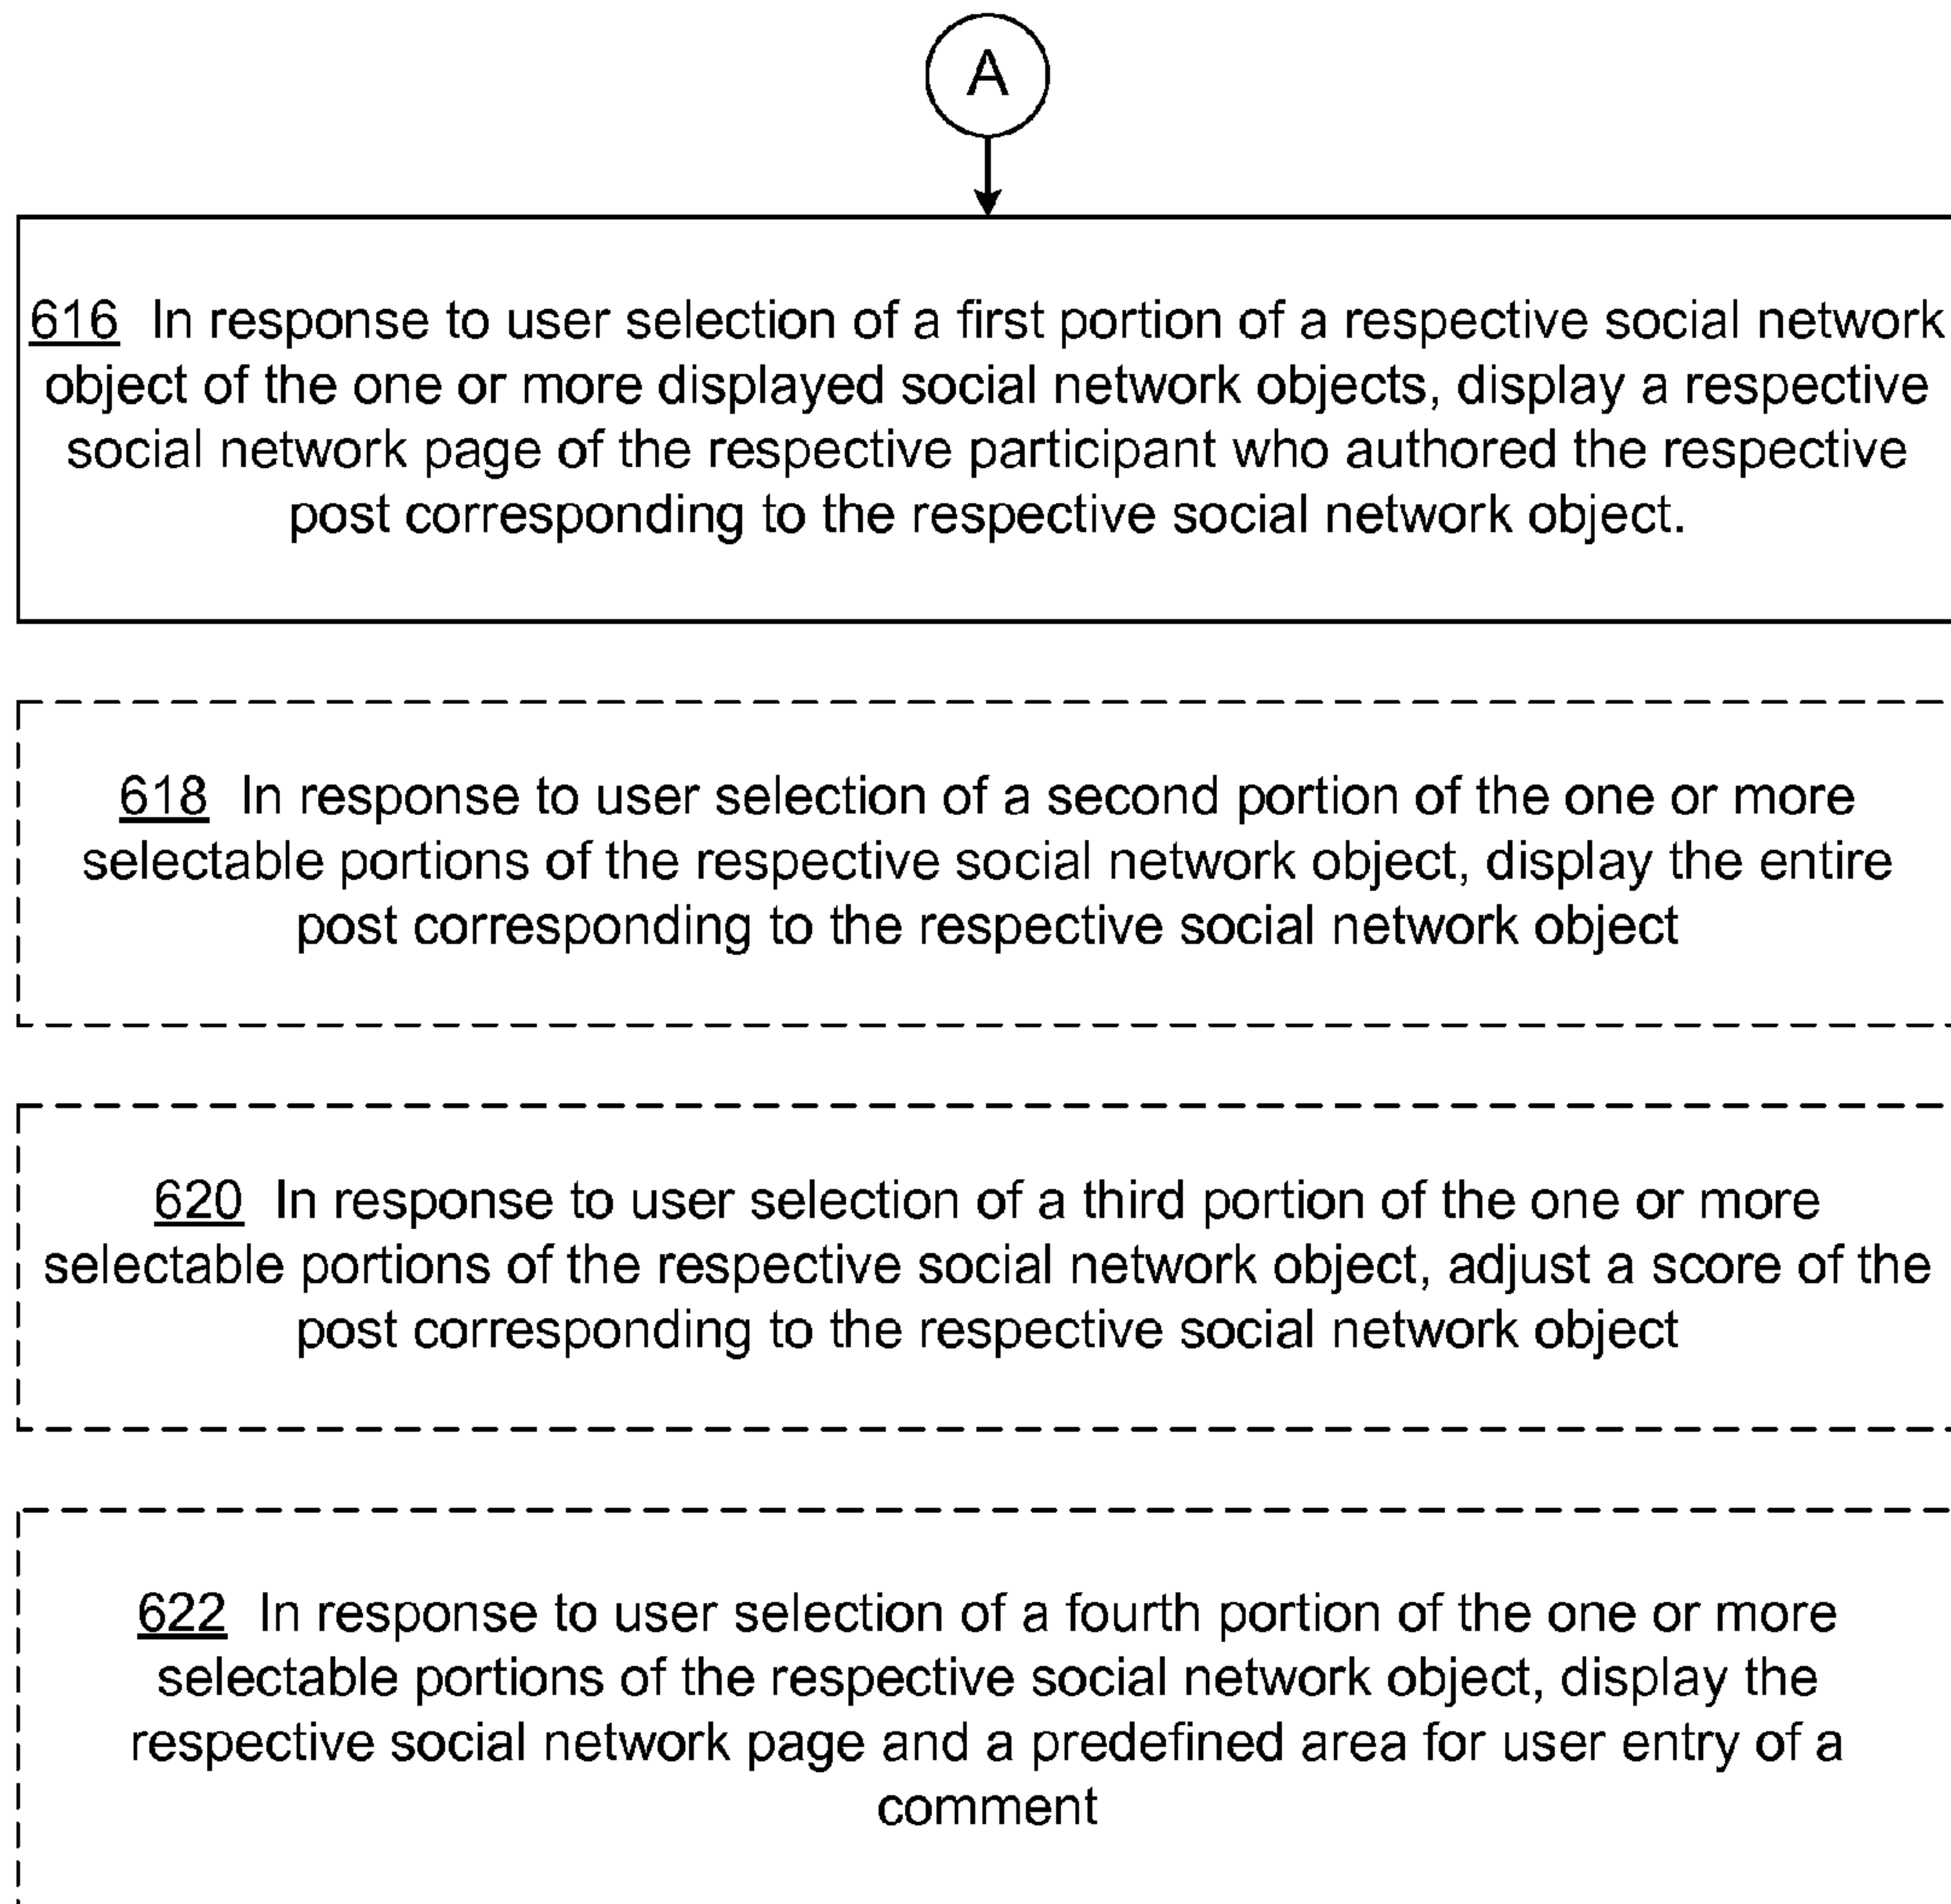 A
616 In response to user selection of a first portion of a respective social network
object of the one or more displayed social network objects, display a respective
social network page of the respective participant who authored the respective
post corresponding to the respective social network object.
618 In response to user selection of a second portion of the one or more
selectable portions of the respective social network object, display the entire
post corresponding to the respective social network object
620 In response to user selection of a third portion of the one or more
selectable portions of the respective social network object, adjust a score of the
post corresponding to the respective social network object
622 In response to user selection of a fourth portion of the one or more
selectable portions of the respective social network object, display the
respective social network page and a predefined area for user entry of a
comment